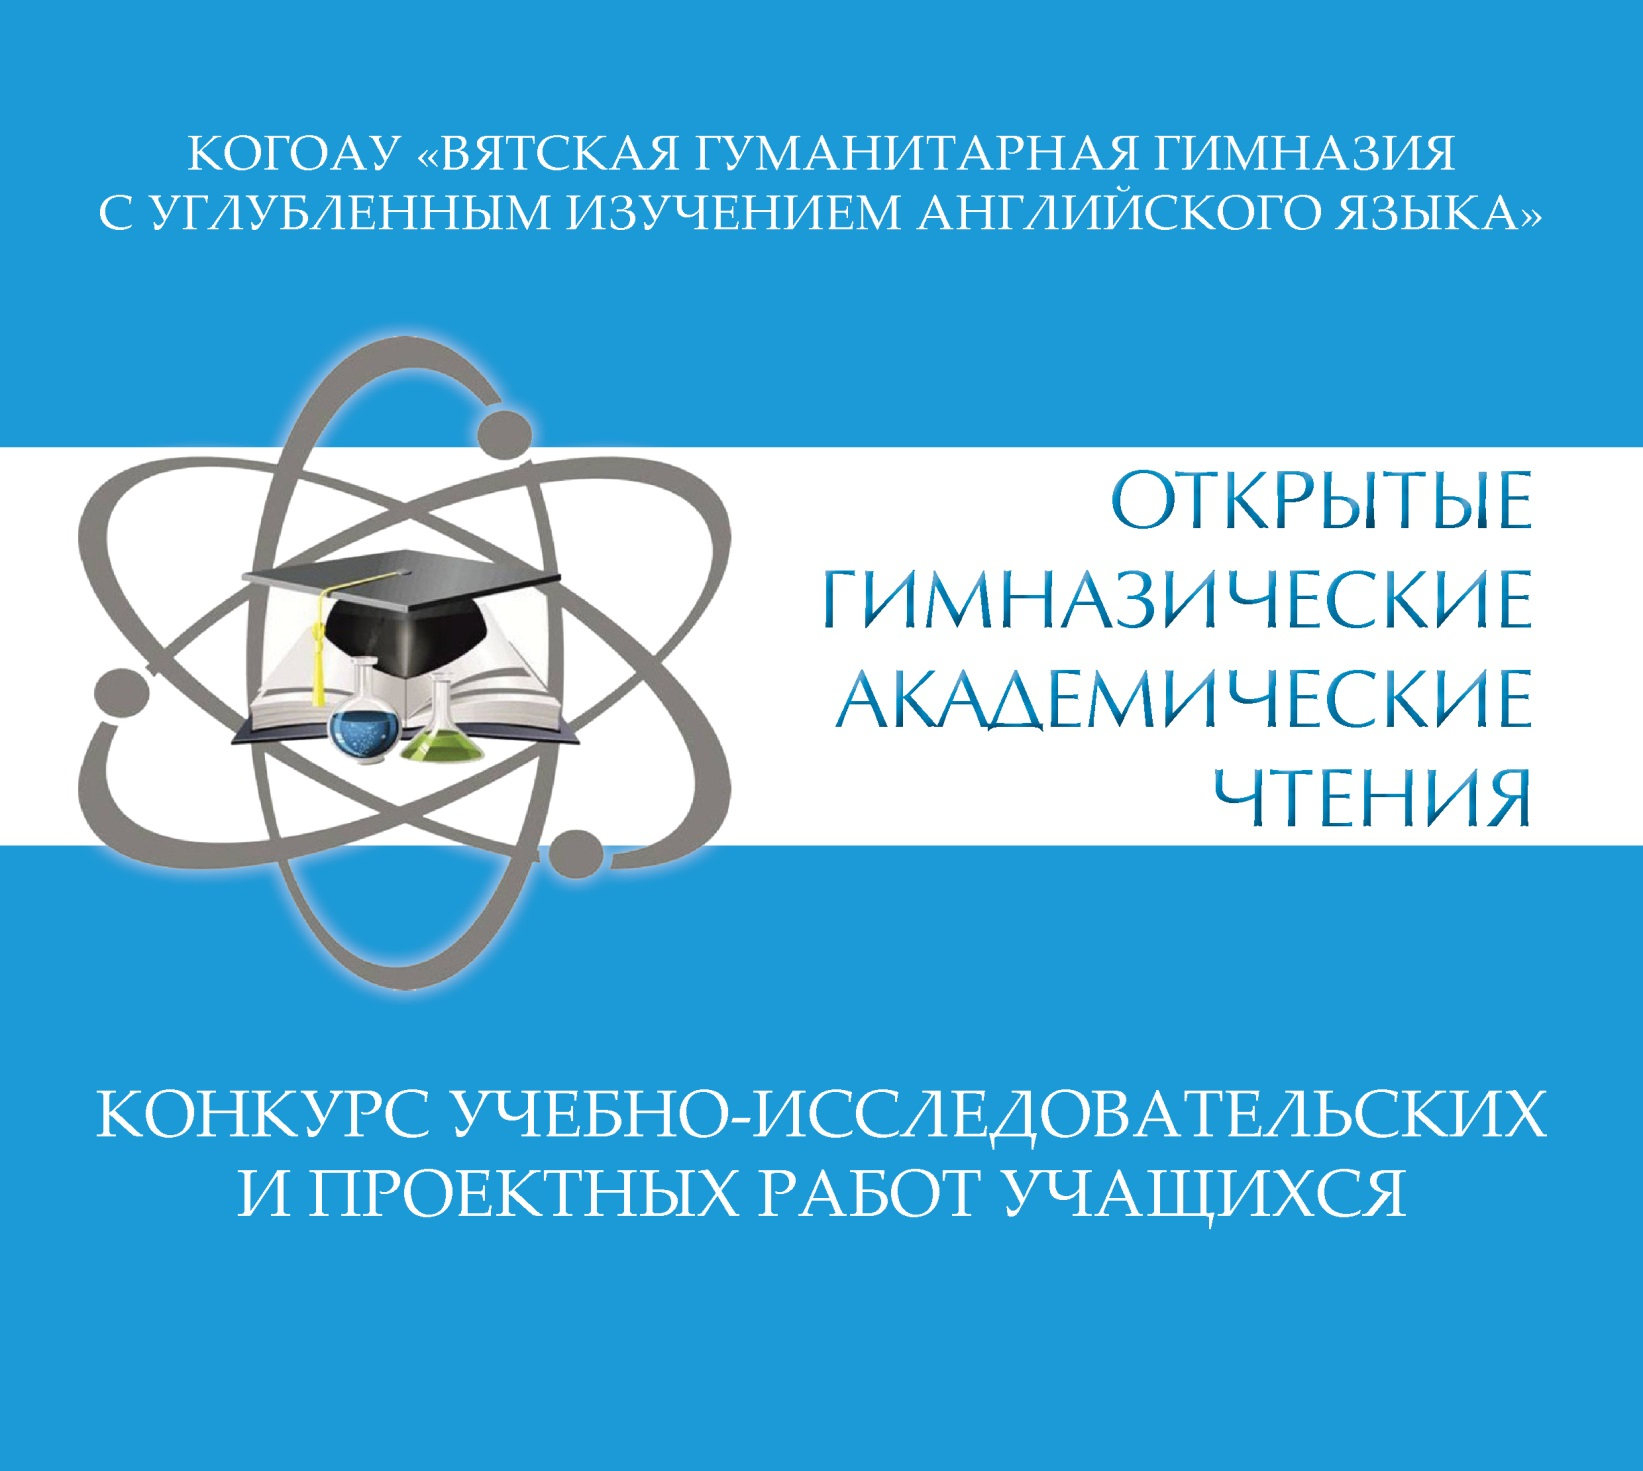 КОГОАУ «ВЯТСКАЯ ГУМАНИТАРНАЯ ГИМНАЗИЯ
С УГЛУБЛЕННЫМ ИЗУЧЕНИЕМ АНГЛИЙСКОГО ЯЗЫКА»
ОТКРЫТЫЕ
ГИМНАЗИЧЕСКИЕ
АКАДЕМИЧЕСКИЕ
ЧТЕНИЯ
КОНКУРС УЧЕБНО-ИССЛЕДОВАТЕЛЬСКИХ
И ПРОЕКТНЫХ РАБОТ УЧАЩИХСЯ